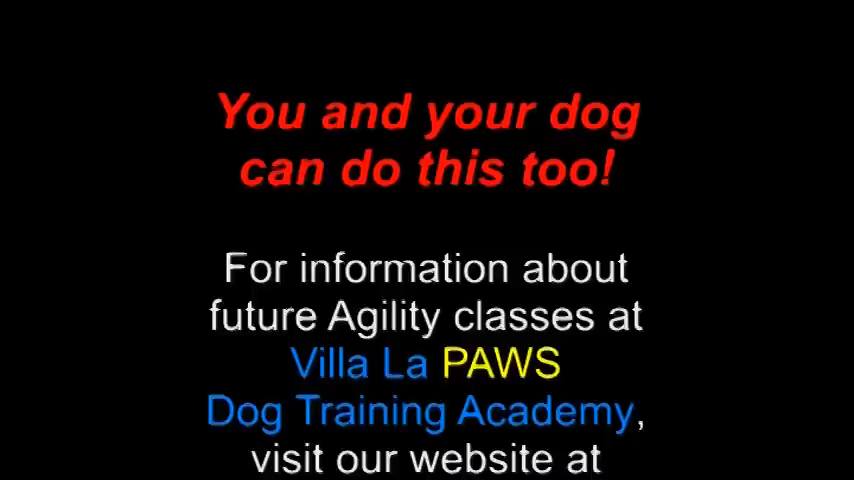 You and your dog
can do this too!
For information about
future Agility classes at
Villa La PAWS
Dog Training Academy,
visit our website at